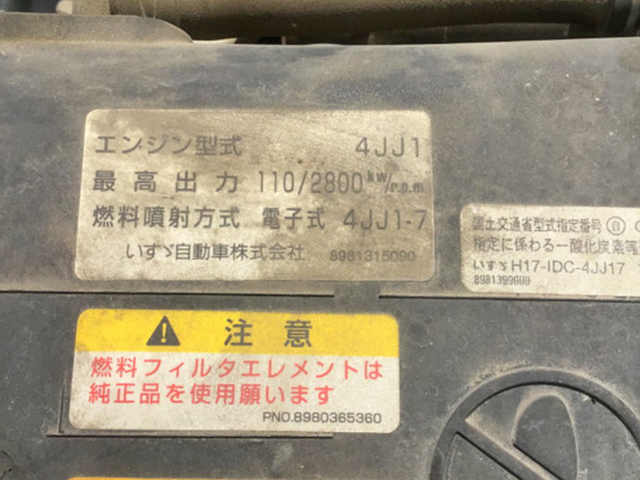 エンジン型式 4JJ1
最高出力 110/2800 kw/r.p.m
燃料噴射方式 電子式 4JJ1-7
いすゞ自動車株式会社 8981315090
国土交通省型式指定番号 自
指定に係わる一酸化炭素等
いすゞH17-IDC-4JJ17
8981399000
注意
燃料フィルタエレメントは
純正品を使用願います
PNO.8980365360